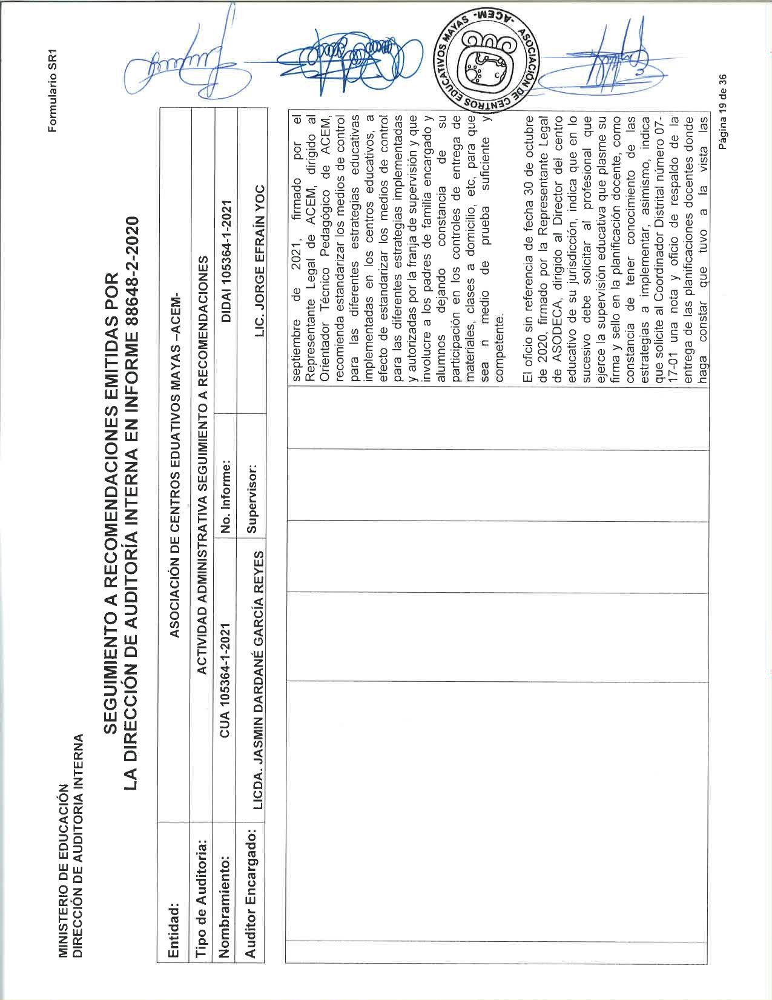 MINISTERIO DE EDUCACIÓN
DIRECCIÓN DE AUDITORIA INTERNA
Formulario SR1
SEGUIMIENTO A RECOMENDACIONES EMITIDAS POR
LA DIRECCIÓN DE AUDITORÍA INTERNA EN INFORME 88648-2-2020
Entidad: ASOCIACIÓN DE CENTROS EDUATIVOS MAYAS –ACEM-
Tipo de Auditoria: ACTIVIDAD ADMINISTRATIVA SEGUIMIENTO A RECOMENDACIONES
Nombramiento: CUA 105364-1-2021 No. Informe: DIDAI 105364-1-2021
Auditor Encargado: LICDA. JASMIN DARDANÉ GARCÍA REYES Supervisor: LIC. JORGE EFRAÍN YOC
septiembre de 2021, firmado por el
Representante Legal de ACEM, dirigido al
Orientador Técnico Pedagógico de ACEM,
recomienda estandarizar los medios de control
para las diferentes estrategias educativas
implementadas en los centros educativos, a
efecto de estandarizar los medios de control
para las diferentes estrategias implementadas
y autorizadas por la franja de supervisión y que
involucre a los padres de familia encargado y
alumnos dejando constancia de su
participación en los controles de entrega de
materiales, clases a domicilio, etc, para que
sea n medio de prueba suficiente y
competente.
El oficio sin referencia de fecha 30 de octubre
de 2020, firmado por la Representante Legal
de ASODECA, dirigido al Director del centro
educativo de su jurisdicción, indica que en lo
sucesivo debe solicitar al profesional que
ejerce la supervisión educativa que plasme su
firma y sello en la planificación docente, como
constancia de tener conocimiento de las
estrategias a implementar, asimismo, indica
que solicite al Coordinador Distrital número 07-
17-01 una nota y oficio de respaldo de la
entrega de las planificaciones docentes donde
haga constar que tuvo a la vista las
ASOCIACIÓN DE CENTROS EDUCATIVOS MAYAS -ACEM-
Página 19 de 36